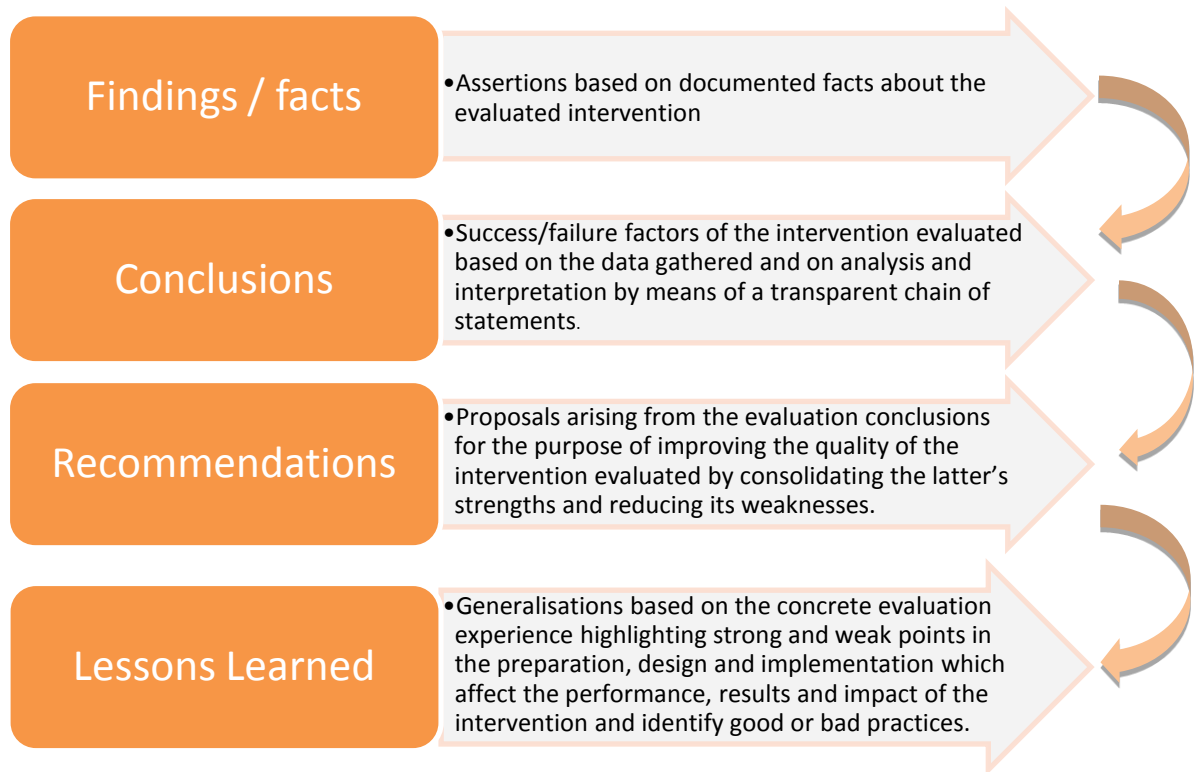 Findings / facts
•Assertions based on documented facts about the
evaluated intervention
Conclusions
•Success/failure factors of the intervention evaluated
based on the data gathered and on analysis and
interpretation by means of a transparent chain of
statements.
Recommendations
•Proposals arising from the evaluation conclusions
for the purpose of improving the quality of the
intervention evaluated by consolidating the latter’s
strengths and reducing its weaknesses.
Lessons Learned
•Generalisations based on the concrete evaluation
experience highlighting strong and weak points in
the preparation, design and implementation which
affect the performance, results and impact of the
intervention and identify good or bad practices.